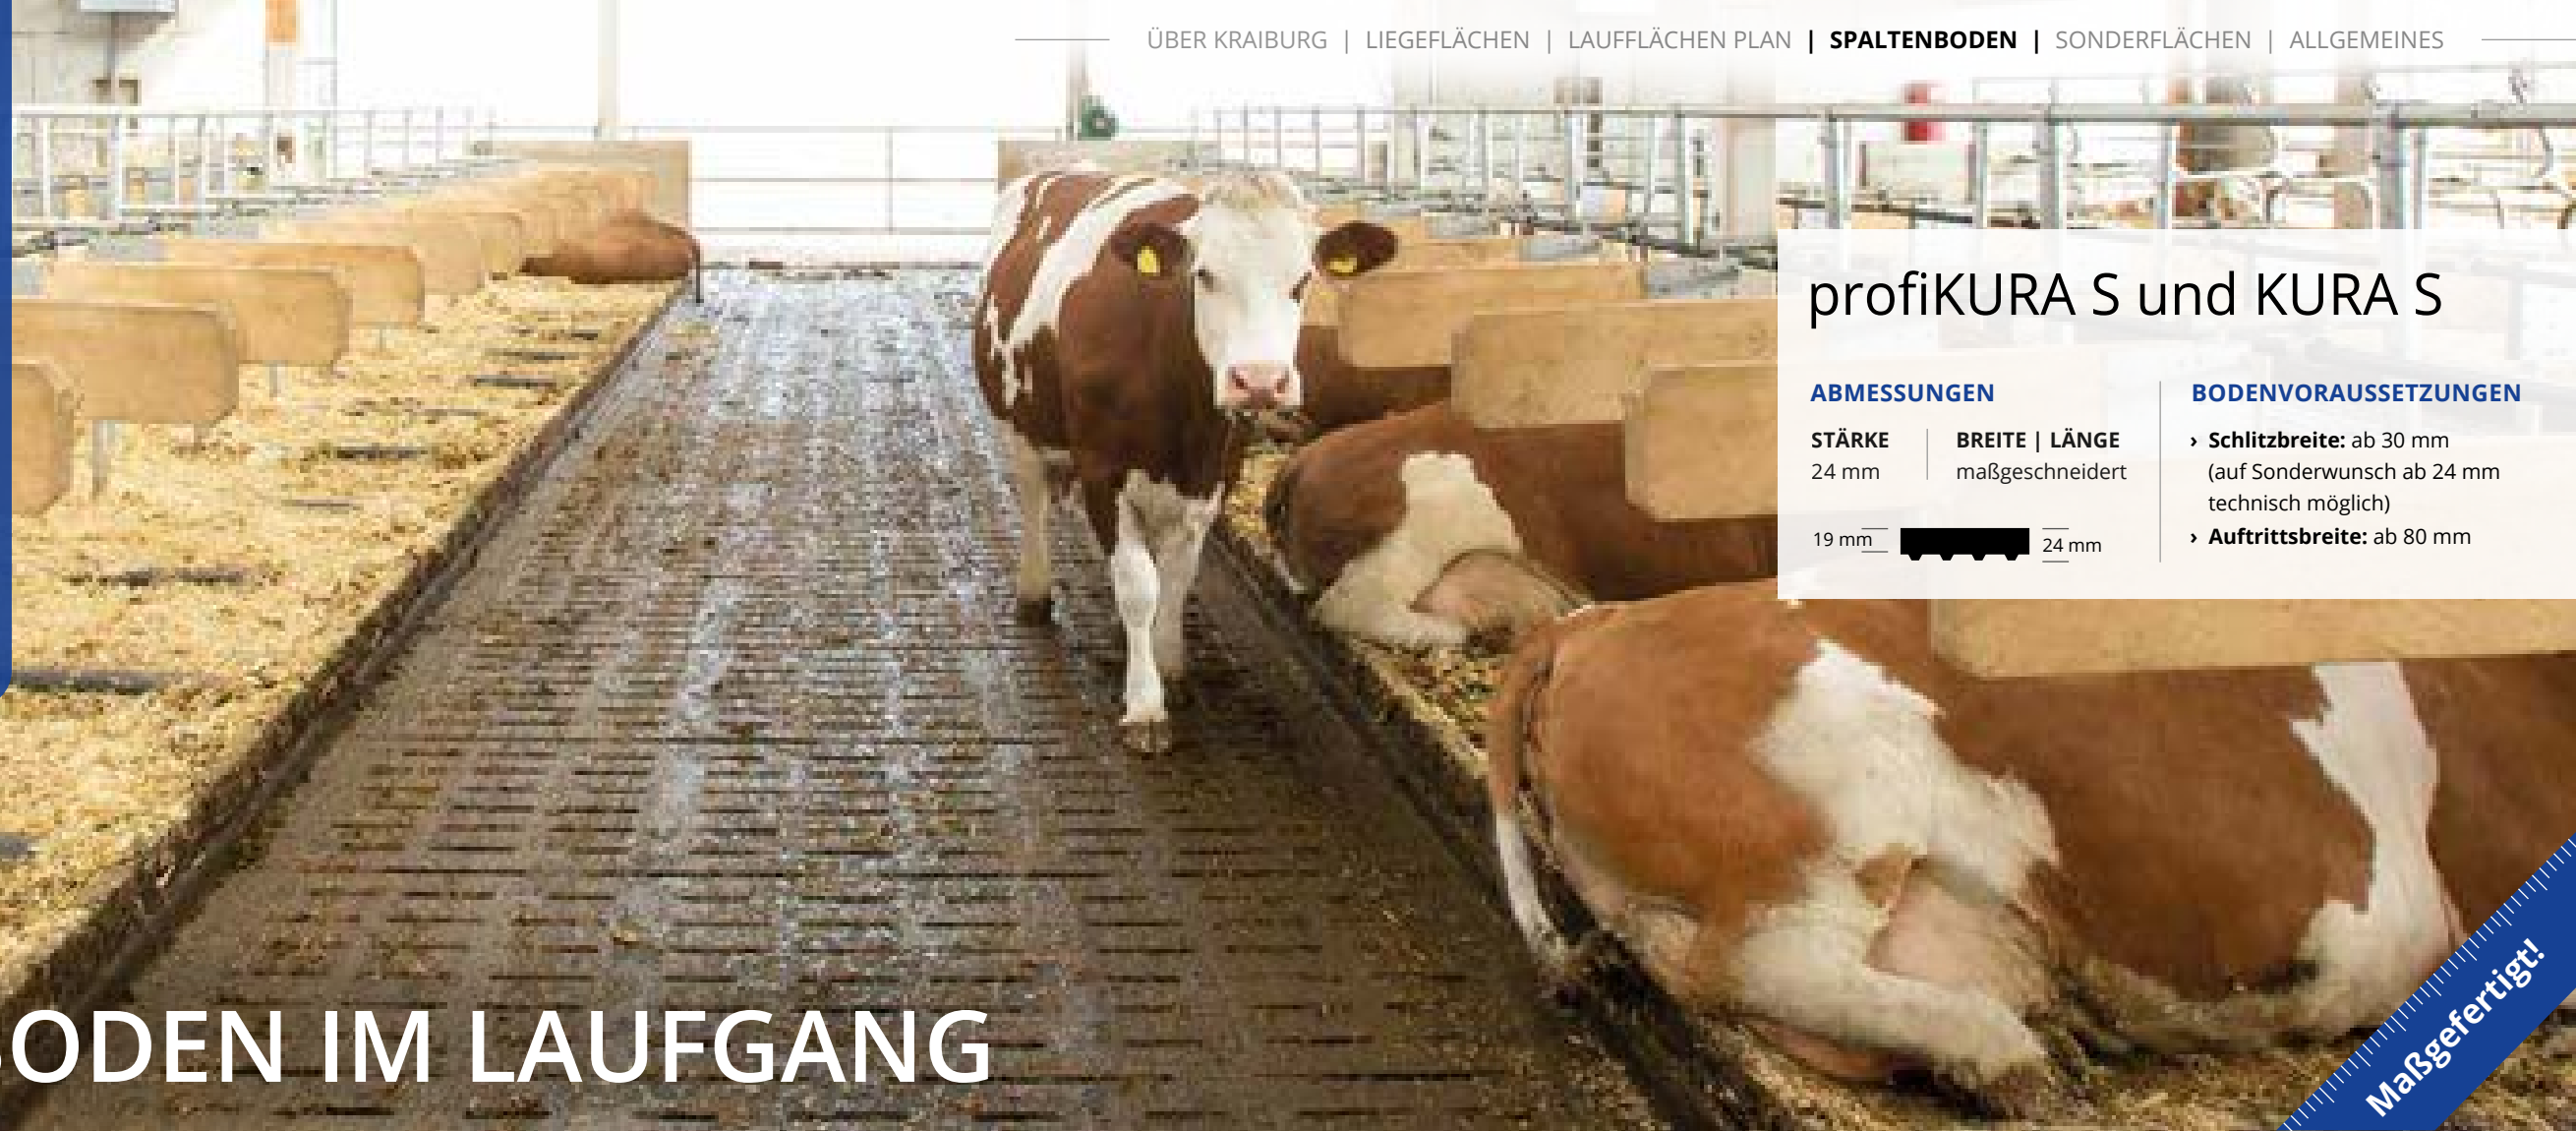 ÜBER KRAIBURG | LIEGEFLÄCHEN | LAUFFLÄCHEN PLAN | SPALTENBODEN | SONDERFLÄCHEN | ALLGEMEINES
profiKURA S und KURA S
ABMESSUNGEN
STÄRKE
24 mm
BREITE | LÄNGE
maßgeschneidert
19 mm
24 mm
BODENVORAUSSETZUNGEN
› Schlitzbreite: ab 30 mm
(auf Sonderwunsch ab 24 mm
technisch möglich)
› Auftrittsbreite: ab 80 mm
ODEN IM LAUFGANG
Maßgefertigt!